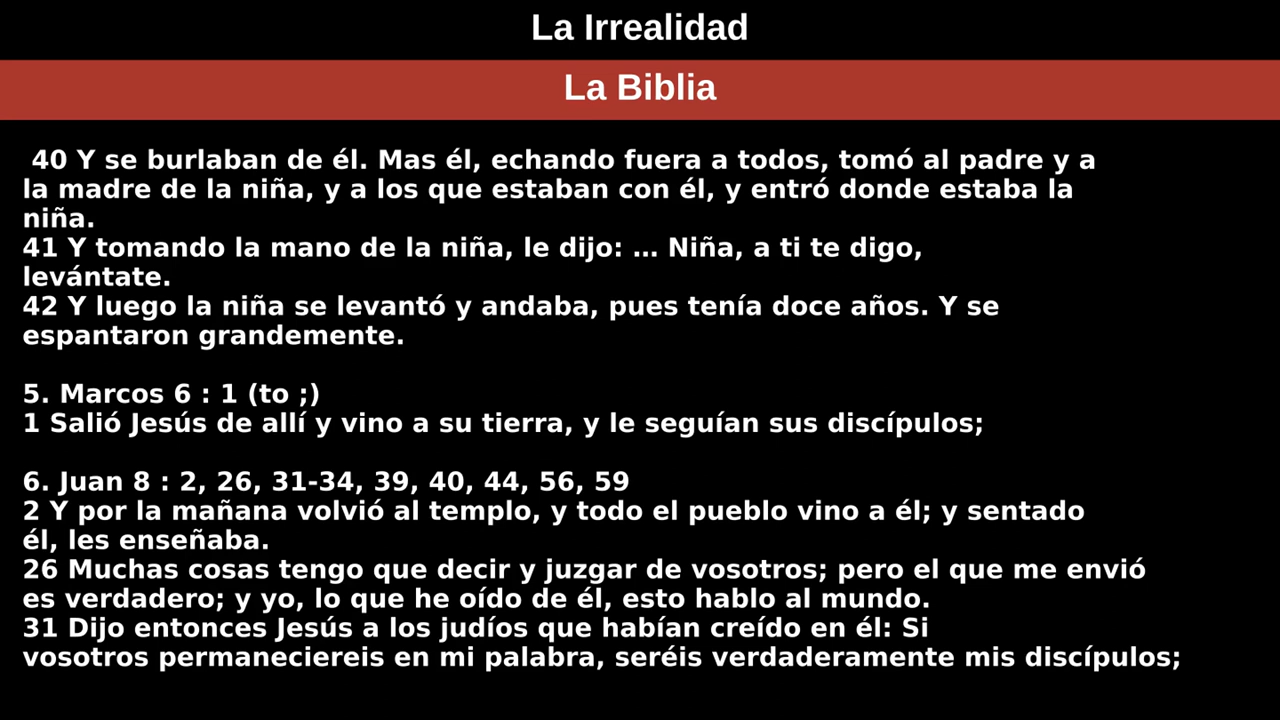 La Irrealidad
La Biblia
40 Y se burlaban de él. Mas él, echando fuera a todos, tomó al padre y a
la madre de la niña, y a los que estaban con él, y entró donde estaba la
niña.
41 Y tomando la mano de la niña, le dijo: … Niña, a ti te digo,
levántate.
42 Y luego la niña se levantó y andaba, pues tenía doce años. Y se
espantaron grandemente.
5. Marcos 6 : 1 (to ;)
1 Salió Jesús de allí y vino a su tierra, y le seguían sus discípulos;
6. Juan 8 : 2, 26, 31-34, 39, 40, 44, 56, 59
2 Y por la mañana volvió al templo, y todo el pueblo vino a él; y sentado
él, les enseñaba.
26 Muchas cosas tengo que decir y juzgar de vosotros; pero el que me envió
es verdadero; y yo, lo que he oído de él, esto hablo al mundo.
31 Dijo entonces Jesús a los judíos que habían creído en él: Si
vosotros permaneciereis en mi palabra, seréis verdaderamente mis discípulos;